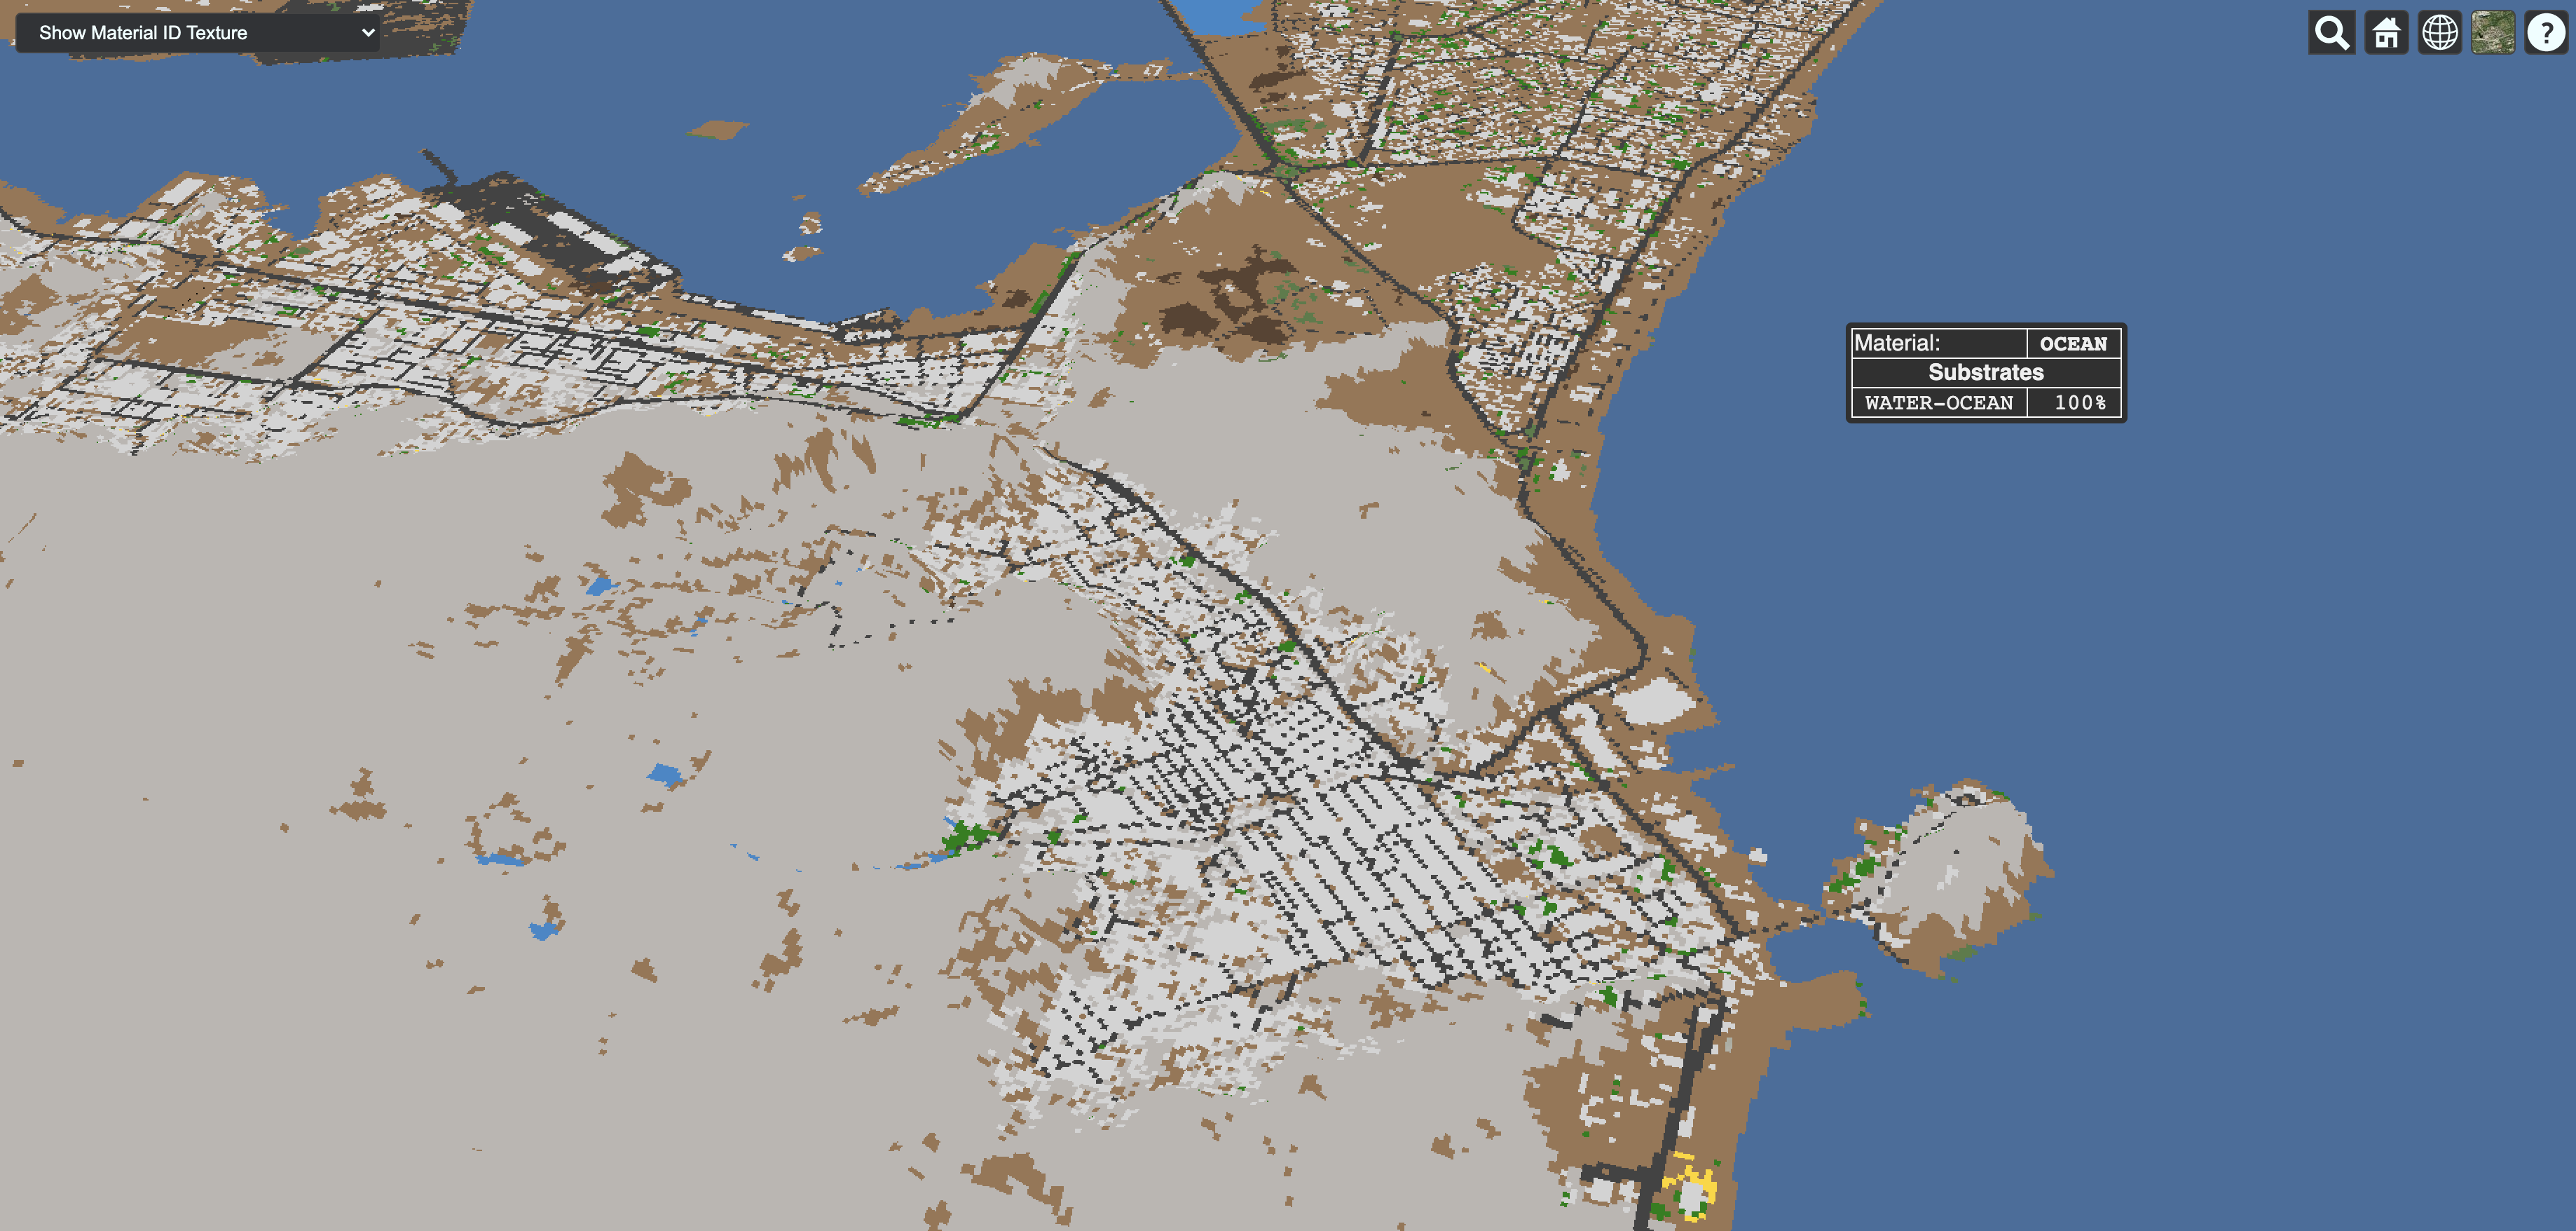 Show Material ID Texture
?
Material: OCEAN
Substrates
WATER-OCEAN 100%